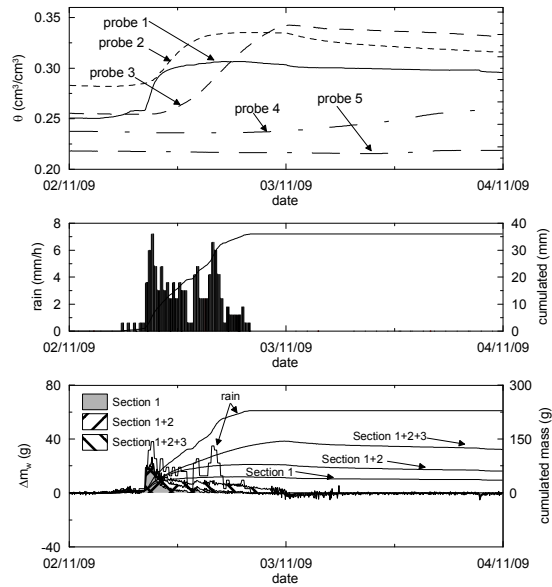 0.35
0.30
0.25
0.20
θ (cm³/cm³)
probe 1
probe 2
probe 3
probe 4
probe 5
02/11/09
03/11/09
04/11/09
date
8
6
4
2
0
rain (mm/h)
40
30
20
10
0
cumulated (mm)
02/11/09
03/11/09
04/11/09
date
80
40
0
-40
Δm_w (g)
Section 1
Section 1+2
Section 1+2+3
rain
Section 1+2+3
Section 1+2
Section 1
300
150
0
cumulated mass (g)
02/11/09
03/11/09
04/11/09
date